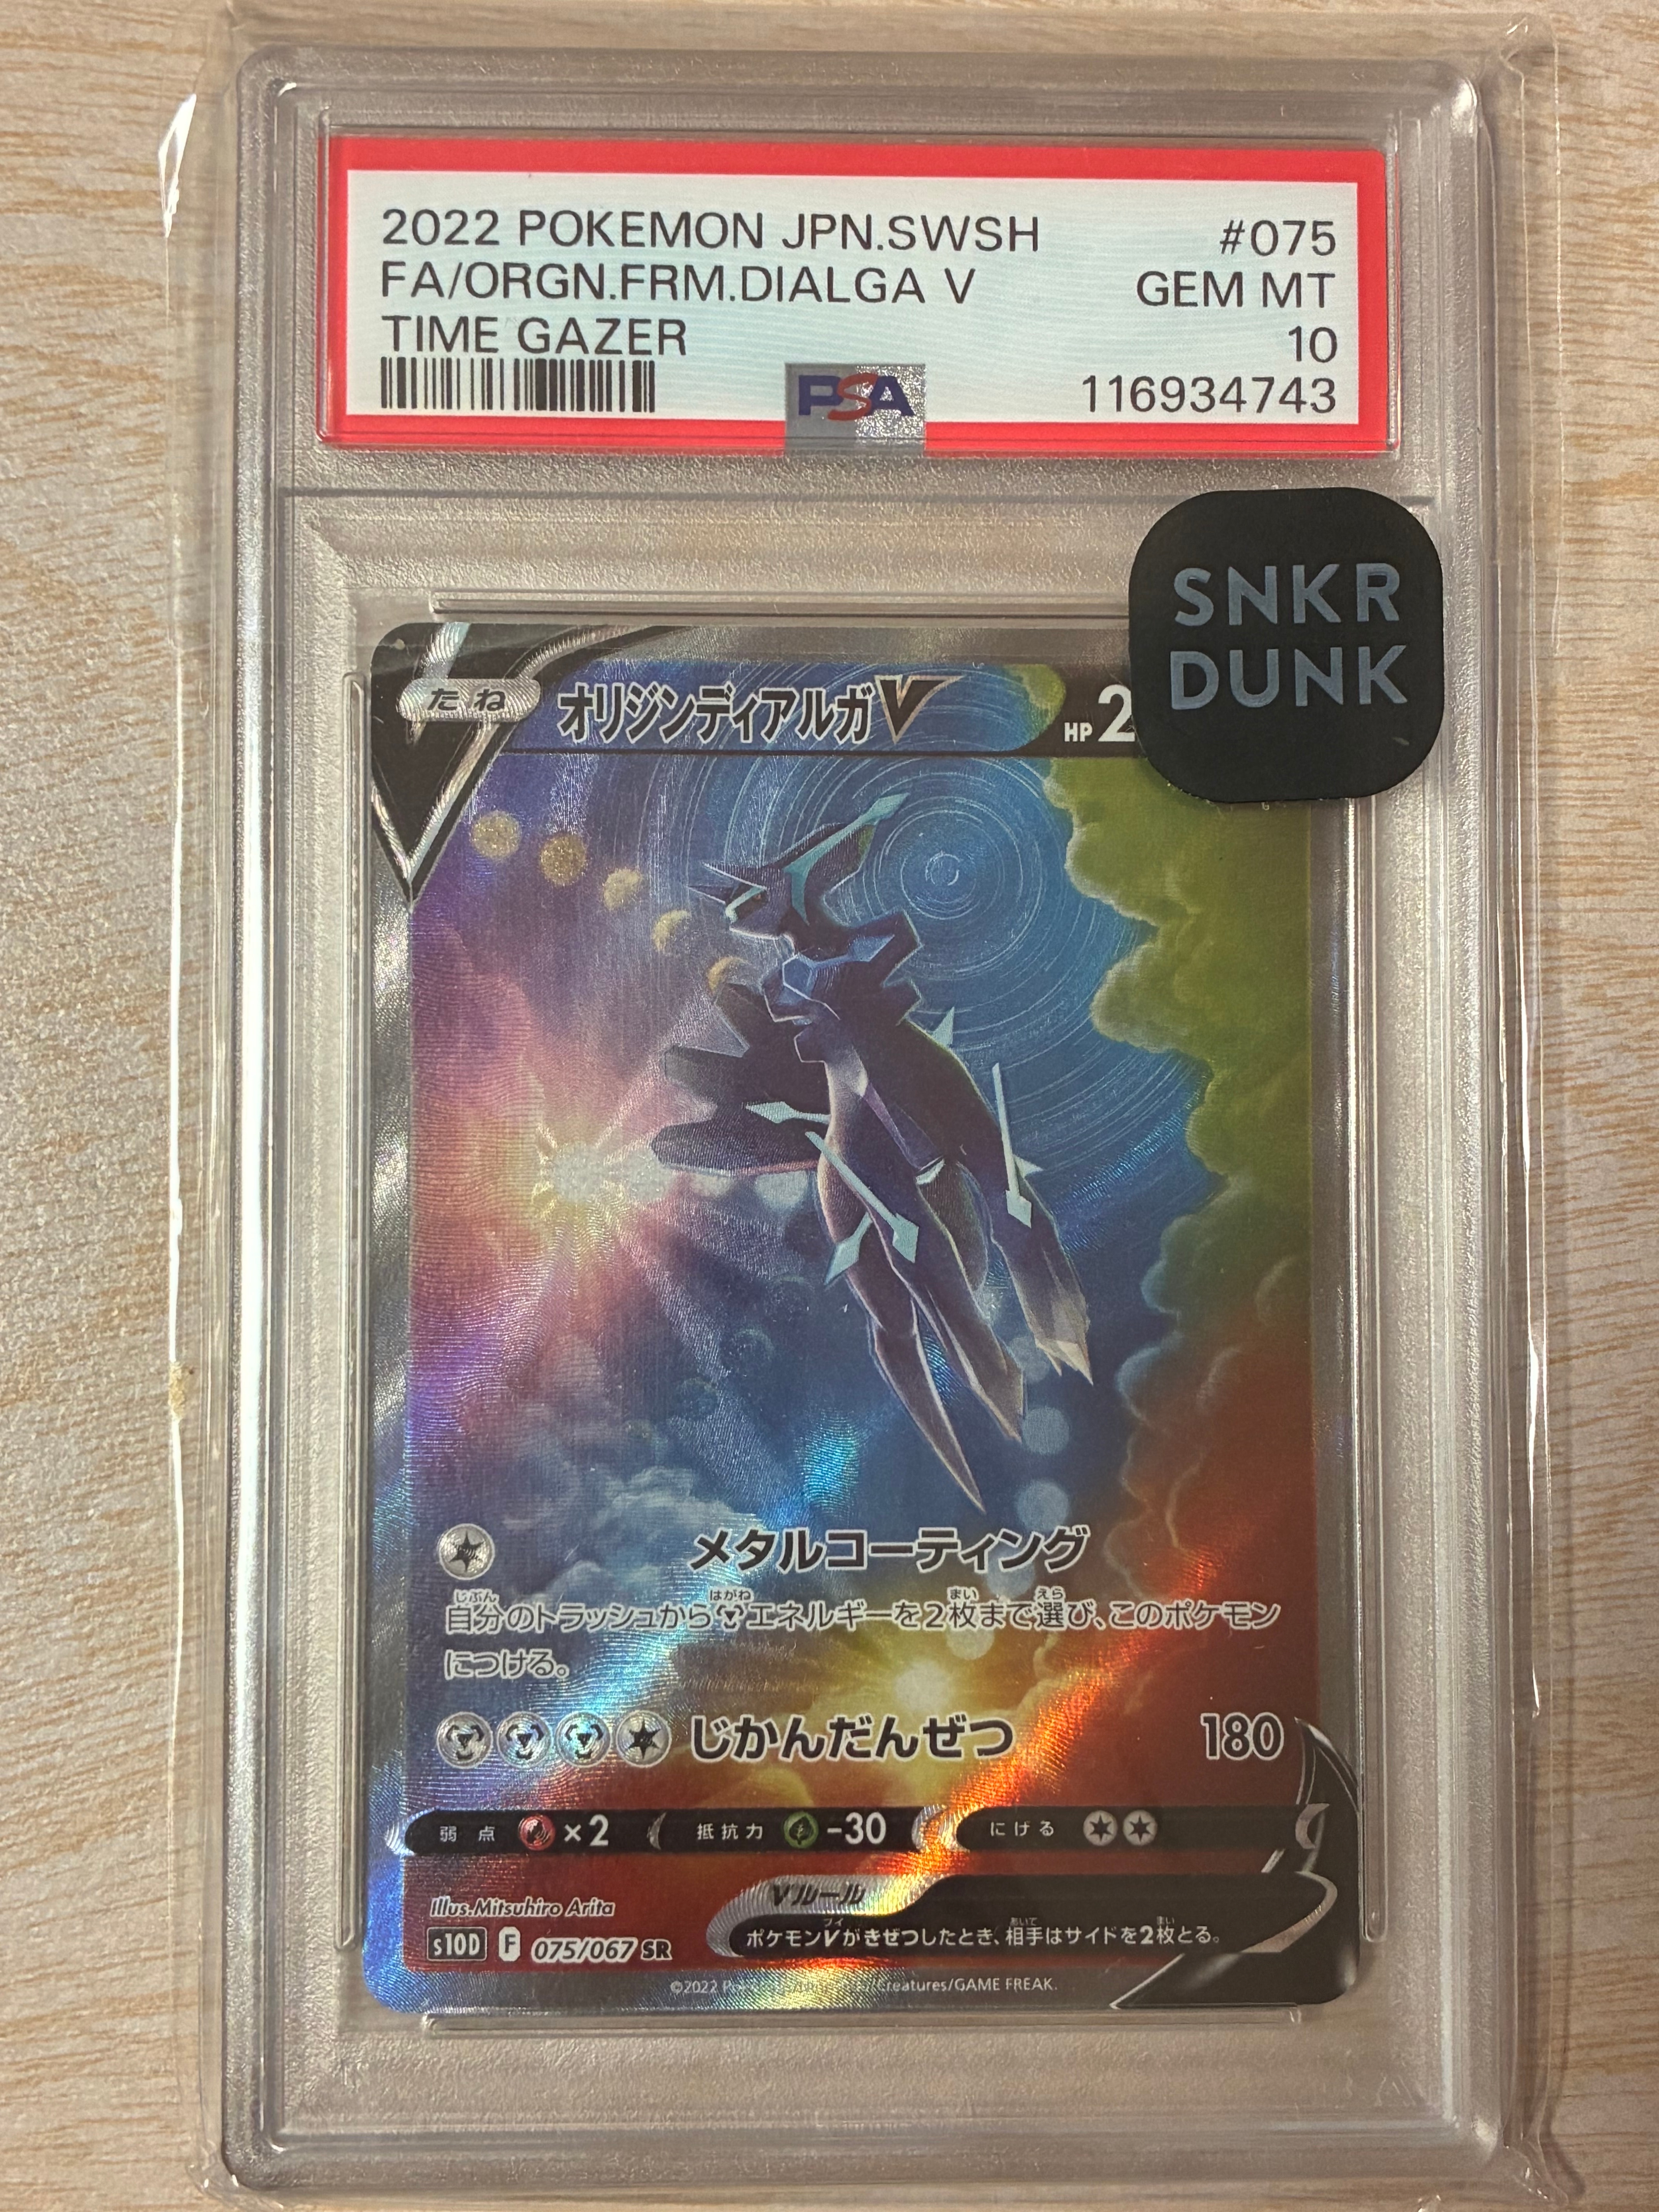 2022 POKEMON JPN.SWSH #075
FA/ORGN.FRM.DIALGA V GEM MT
TIME GAZER 10
PSA 116934743
SNKR
DUNK
たね オリジンディアルガV HP 2
メタルコーティング
自分のトラッシュからエネルギーを2枚まで選び、このポケモン
につける。
じかんだんぜつ 180
弱点 ×2 抵抗力 -30 にげる
Illus.Mitsuhiro Arita
Vルール
s10D F 075/067 SR
ポケモンVがきぜつしたとき、相手はサイドを2枚とる。
©2022 /Creatures/GAME FREAK.